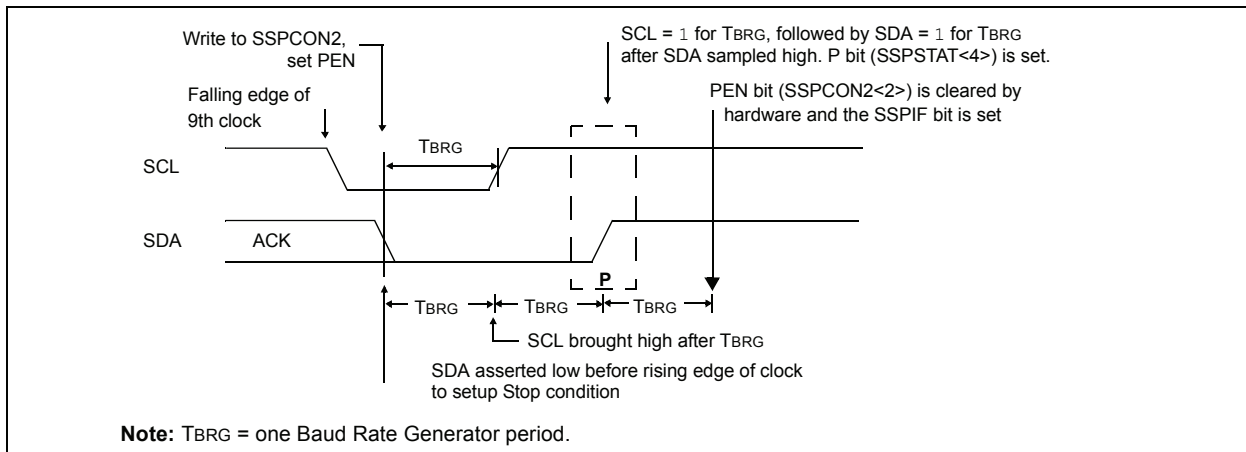 Write to SSPCON2,
set PEN
SCL = 1 for TBRG, followed by SDA = 1 for TBRG
after SDA sampled high. P bit (SSPSTAT<4>) is set.
Falling edge of
9th clock
PEN bit (SSPCON2<2>) is cleared by
hardware and the SSPIF bit is set
TBRG
SCL
SDA
ACK
P
TBRG
TBRG
TBRG
SCL brought high after TBRG
SDA asserted low before rising edge of clock
to setup Stop condition
Note: TBRG = one Baud Rate Generator period.